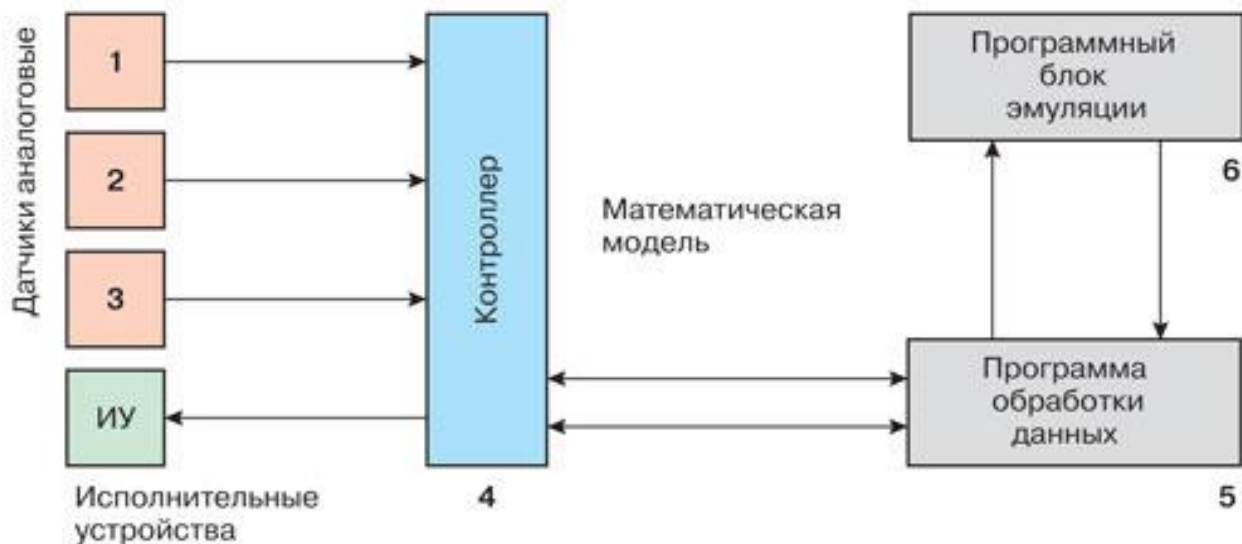 Датчики аналоговые
1
2
3
ИУ
Исполнительные
устройства
Контроллер
4
Математическая
модель
Программный
блок
эмуляции
6
Программа
обработки
данных
5